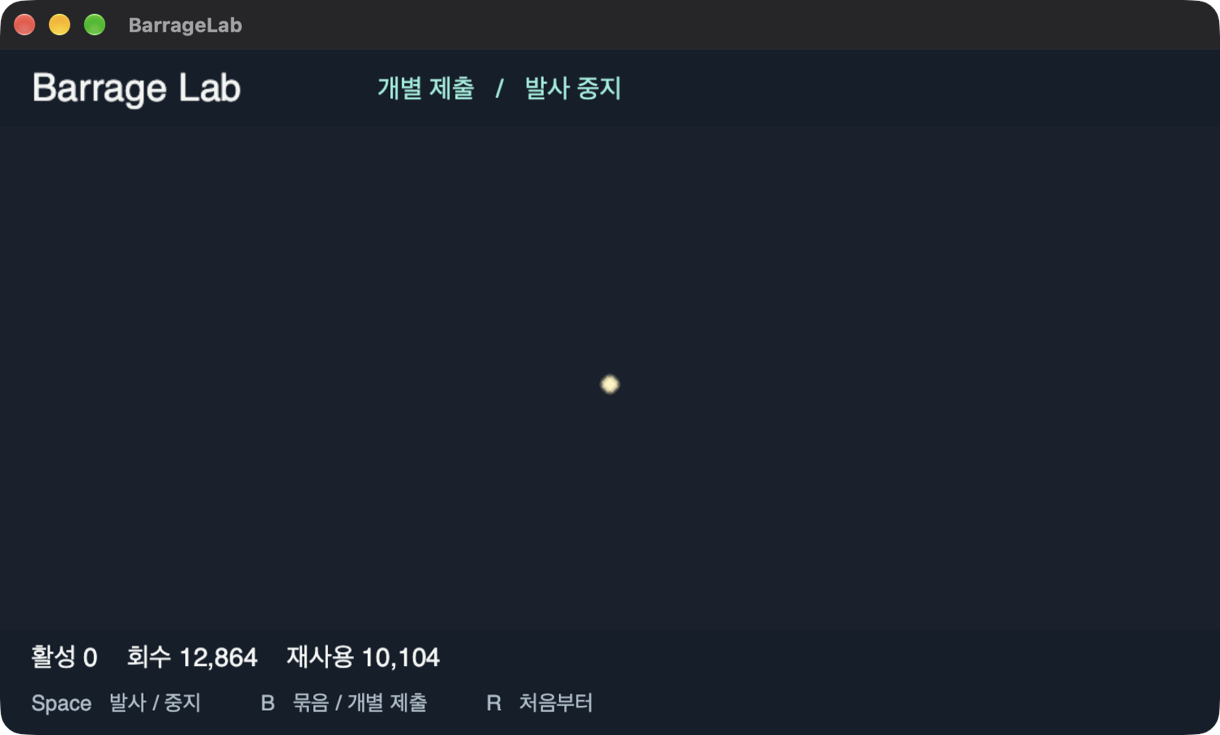 BarrageLab
Barrage Lab 개별 제출 / 발사 중지
활성 0 회수 12,864 재사용 10,104
Space 발사 / 중지 B 묶음 / 개별 제출 R 처음부터